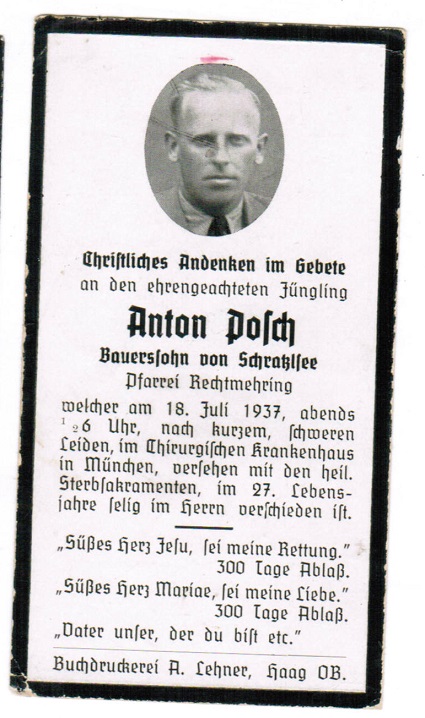 Christliches Andenken im Gebete
an den ehrengeachteten Jüngling
Anton Posch
Bauerssohn von Schratzlsee
Pfarrei Rechtmehring
welcher am 18. Juli 1937, abends
½6 Uhr, nach kurzem, schweren
Leiden, im Chirurgischen Krankenhaus
in München, versehen mit den heil.
Sterbsakramenten, im 27. Lebens-
jahre selig im Herrn verschieden ist.
„Süßes Herz Jesu, sei meine Rettung."
300 Tage Ablaß.
„Süßes Herz Mariae, sei meine Liebe."
300 Tage Ablaß.
„Vater unser, der du bist etc."
Buchdruckerei A. Lehner, Haag OB.